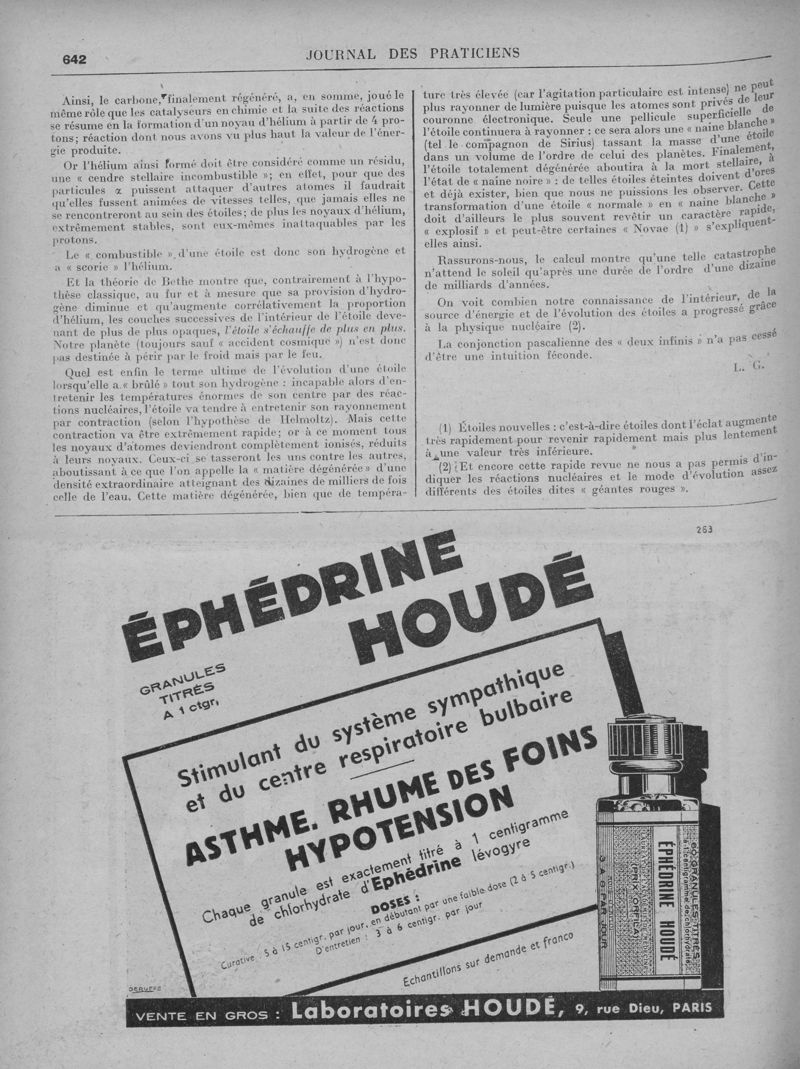 642
JOURNAL DES PRATICIENS
Ainsi, le carbone, finalement régénéré, a, en somme, joué le
même rôle que les catalyseurs en chimie et la suite des réactions
se résume en la formation d'un noyau d'hélium à partir de 4 pro-
tons; réaction dont nous avons vu plus haut la valeur de l'éner-
gie produite.
Or l'hélium ainsi formé doit être considéré comme un résidu,
une « cendre stellaire incombustible »; en effet, pour que des
particules α puissent attaquer d'autres atomes il faudrait
qu'elles fussent animées de vitesses telles, que jamais elles ne
se rencontreront au sein des étoiles; de plus les noyaux d'hélium,
extrêmement stables, sont eux-mêmes inattaquables par les
protons.
Le « combustible » d'une étoile est donc son hydrogène et
a « scorie » l'hélium.
Et la théorie de Bethe montre que, contrairement à l'hypo-
thèse classique, au fur et à mesure que sa provision d'hydro-
gène diminue et qu'augmente corrélativement la proportion
d'hélium, les couches successives de l'intérieur de l'étoile deve-
nant de plus de plus opaques, l'étoile s'échauffe de plus en plus.
Notre planète (toujours sauf « accident cosmique ») n'est donc
pas destinée à périr par le froid mais par le feu.
Quel est enfin le terme ultime de l'évolution d'une étoile
lorsqu'elle a « brûlé » tout son hydrogène : incapable alors d'en-
tretenir les températures énormes de son centre par des réac-
tions nucléaires, l'étoile va tendre à entretenir son rayonnement
par contraction (selon l'hypothèse de Helmoltz). Mais cette
contraction va être extrêmement rapide; or à ce moment tous
les noyaux d'atomes deviendront complètement ionisés, réduits
à leurs noyaux. Ceux-ci se tasseront les uns contre les autres,
aboutissant à ce que l'on appelle la « matière dégénérée » d'une
densité extraordinaire atteignant des dizaines de milliers de fois
celle de l'eau. Cette matière dégénérée, bien que de tempéra-
ture très élevée (car l'agitation particulaire est intense) ne peut
plus rayonner de lumière puisque les atomes sont privés de leur
couronne électronique. Seule une pellicule superficielle de
l'étoile continuera à rayonner : ce sera alors une « naine blanche »
(tel le compagnon de Sirius) tassant la masse d'une étoile
dans un volume de l'ordre de celui des planètes. Finalement,
l'étoile totalement dégénérée aboutira à la mort stellaire, à
l'état de « naine noire » : de telles étoiles éteintes doivent d'ores
et déjà exister, bien que nous ne puissions les observer. Cette
transformation d'une étoile « normale » en « naine blanche »
doit d'ailleurs le plus souvent revêtir un caractère rapide,
« explosif » et peut-être certaines « Novae (1) » s'expliquent-
elles ainsi.
Rassurons-nous, le calcul montre qu'une telle catastrophe
n'attend le soleil qu'après une durée de l'ordre d'une dizaine
de milliards d'années.
On voit combien notre connaissance de l'intérieur, de la
source d'énergie et de l'évolution des étoiles a progressé grâce
à la physique nucléaire (2).
La conjonction pascalienne des « deux infinis » n'a pas cessé
d'être une intuition féconde.
L. G.
(1) Étoiles nouvelles : c'est-à-dire étoiles dont l'éclat augmente
très rapidement pour revenir rapidement mais plus lentement
à une valeur très inférieure.
(2) Et encore cette rapide revue ne nous a pas permis d'in-
diquer les réactions nucléaires et le mode d'évolution assez
différents des étoiles dites « géantes rouges ».
263
ÉPHÉDRINE
HOUDÉ
GRANULES
TITRÉS
A 1 ctgr,
Stimulant du système sympathique
et du centre respiratoire bulbaire
ASTHME. RHUME DES FOINS
HYPOTENSION
Chaque granule est exactement titré à 1 centigramme
de chlorhydrate d'Ephédrine lévogyre
DOSES :
Curative : 5 à 15 centigr. par jour, en débutant par une faible dose (2 à 5 centigr.)
D'entretien : 3 à 6 centigr. par jour
Échantillons sur demande et franco
60 GRANULES TITRÉS
ÉPHÉDRINE HOUDÉ
(PRIX ORFILA)
3 A 6 PAR JOUR
VENTE EN GROS : Laboratoires HOUDÉ, 9, rue Dieu, PARIS